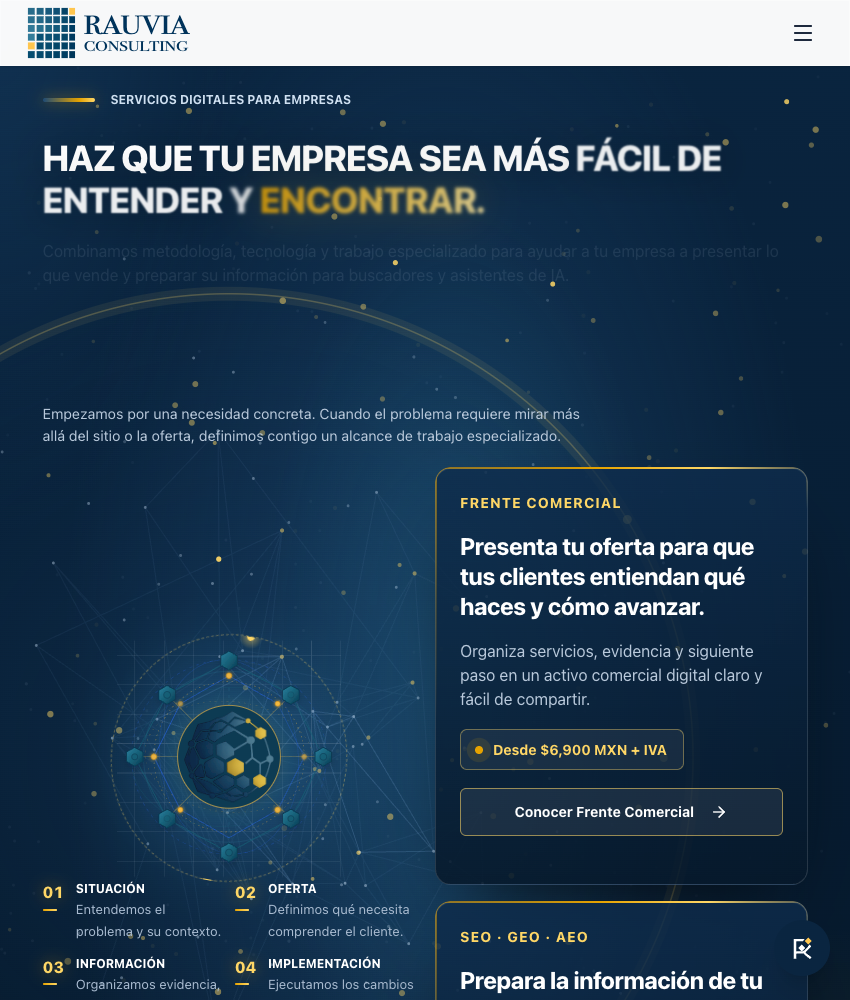 RAUVIA
CONSULTING
SERVICIOS DIGITALES PARA EMPRESAS
HAZ QUE TU EMPRESA SEA MÁS FÁCIL DE
ENTENDER Y ENCONTRAR.
Combinamos metodología, tecnología y trabajo especializado para ayudar a tu empresa a presentar lo
que vende y preparar su información para buscadores y asistentes de IA.
Empezamos por una necesidad concreta. Cuando el problema requiere mirar más
allá del sitio o la oferta, definimos contigo un alcance de trabajo especializado.
FRENTE COMERCIAL
Presenta tu oferta para que
tus clientes entiendan qué
haces y cómo avanzar.
Organiza servicios, evidencia y siguiente
paso en un activo comercial digital claro y
fácil de compartir.
Desde $6,900 MXN + IVA
Conocer Frente Comercial →
01 SITUACIÓN
Entendemos el
problema y su contexto.
02 OFERTA
Definimos qué necesita
comprender el cliente.
03 INFORMACIÓN
Organizamos evidencia,
04 IMPLEMENTACIÓN
Ejecutamos los cambios
SEO · GEO · AEO
Prepara la información de tu